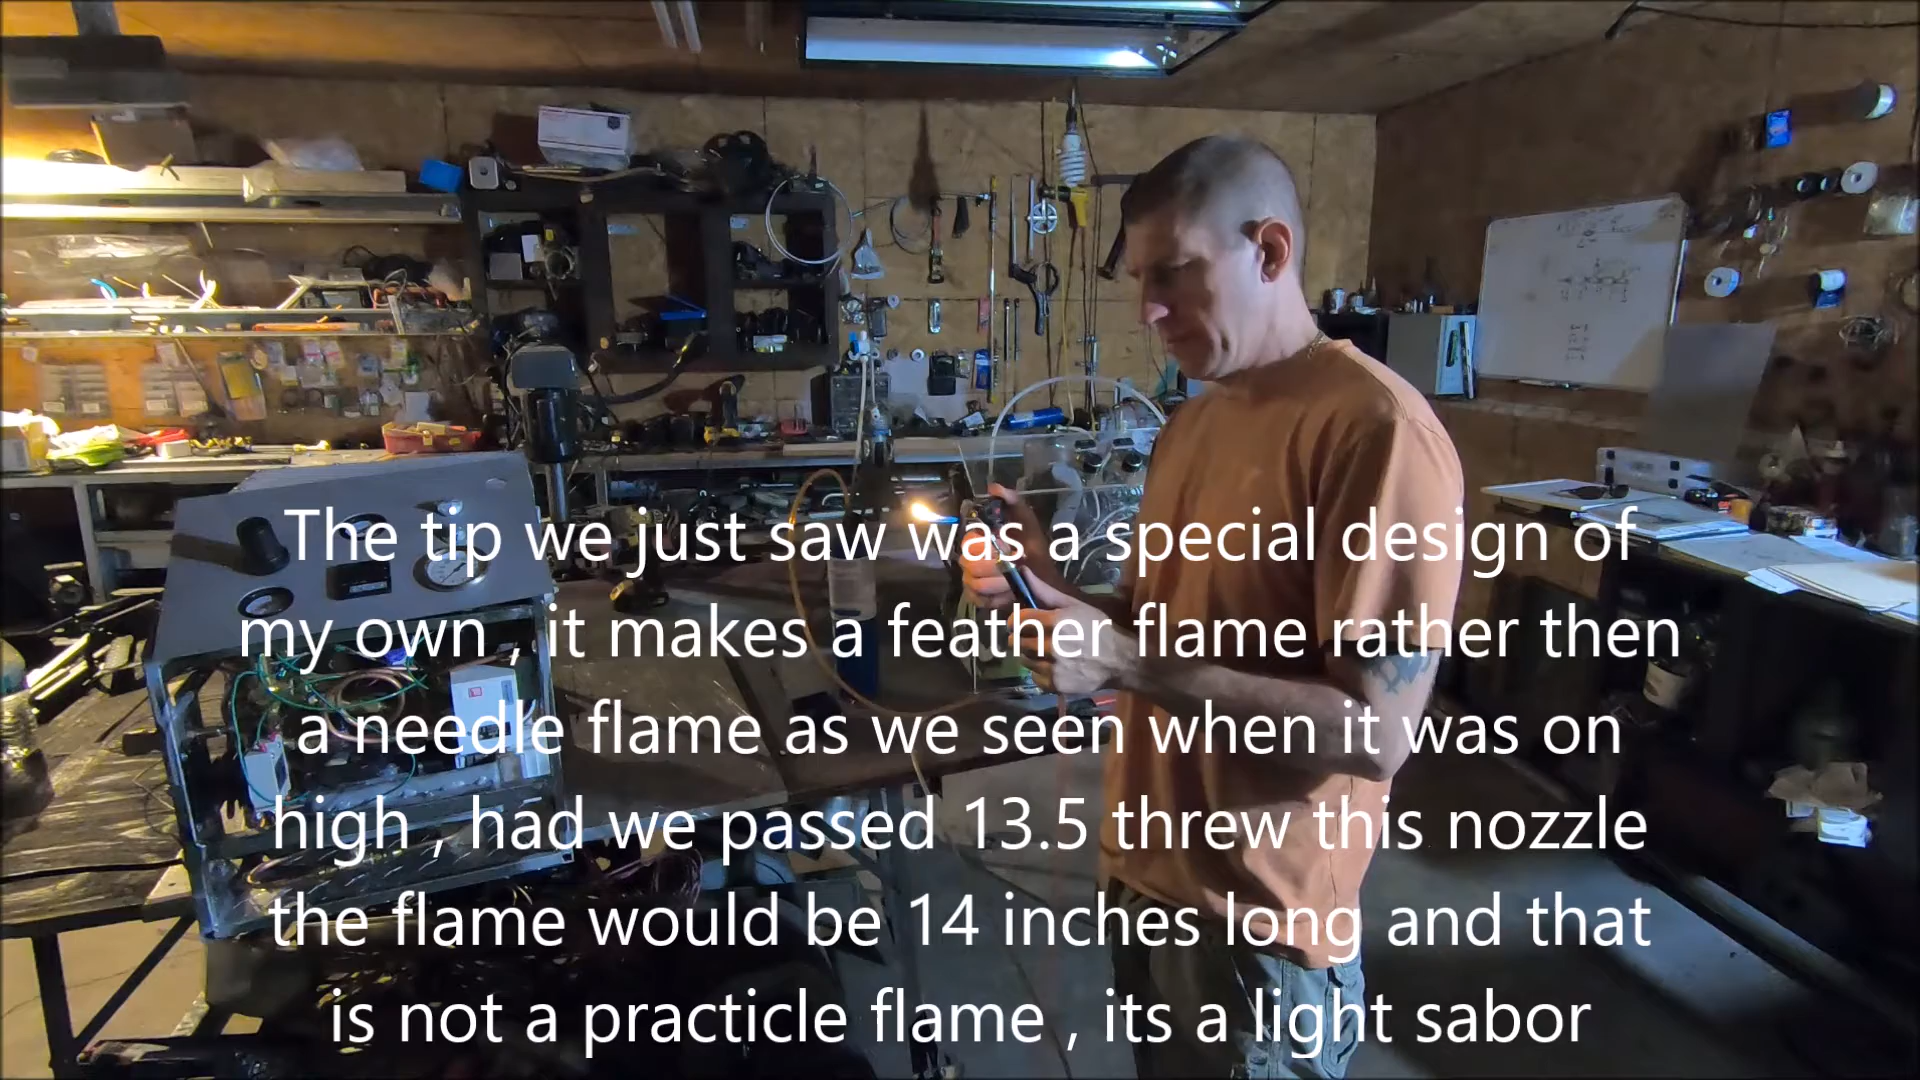 The tip we just saw was a special design of
my own , it makes a feather flame rather then
a needle flame as we seen when it was on
high , had we passed 13.5 threw this nozzle
the flame would be 14 inches long and that
is not a practicle flame , its a light sabor